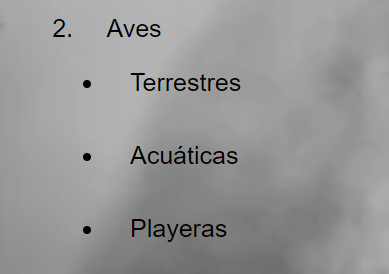 2. Aves
• Terrestres
• Acuáticas
• Playeras